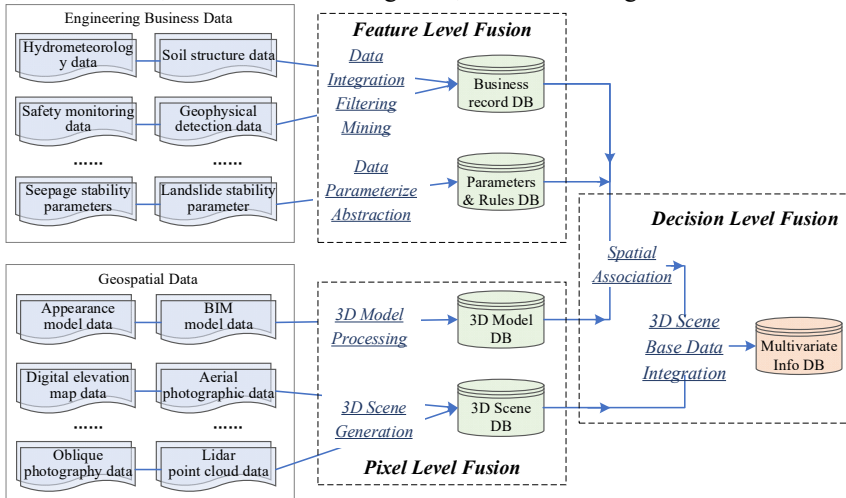 Engineering Business Data
Hydrometeorolog
y data
Soil structure data
Safety monitoring
data
Geophysical
detection data
......
......
Seepage stability
parameters
Landslide stability
parameter
Feature Level Fusion
Data
Integration
Filtering
Mining
Business
record DB
Data
Parameterize
Abstraction
Parameters
& Rules DB
Decision Level Fusion
Spatial
Association
3D Scene
Base Data
Integration
Multivariate
Info DB
Geospatial Data
Appearance
model data
BIM
model data
Digital elevation
map data
Aerial
photographic data
......
......
Oblique
photography data
Lidar
point cloud data
3D Model
Processing
3D Model
DB
3D Scene
Generation
3D Scene
DB
Pixel Level Fusion